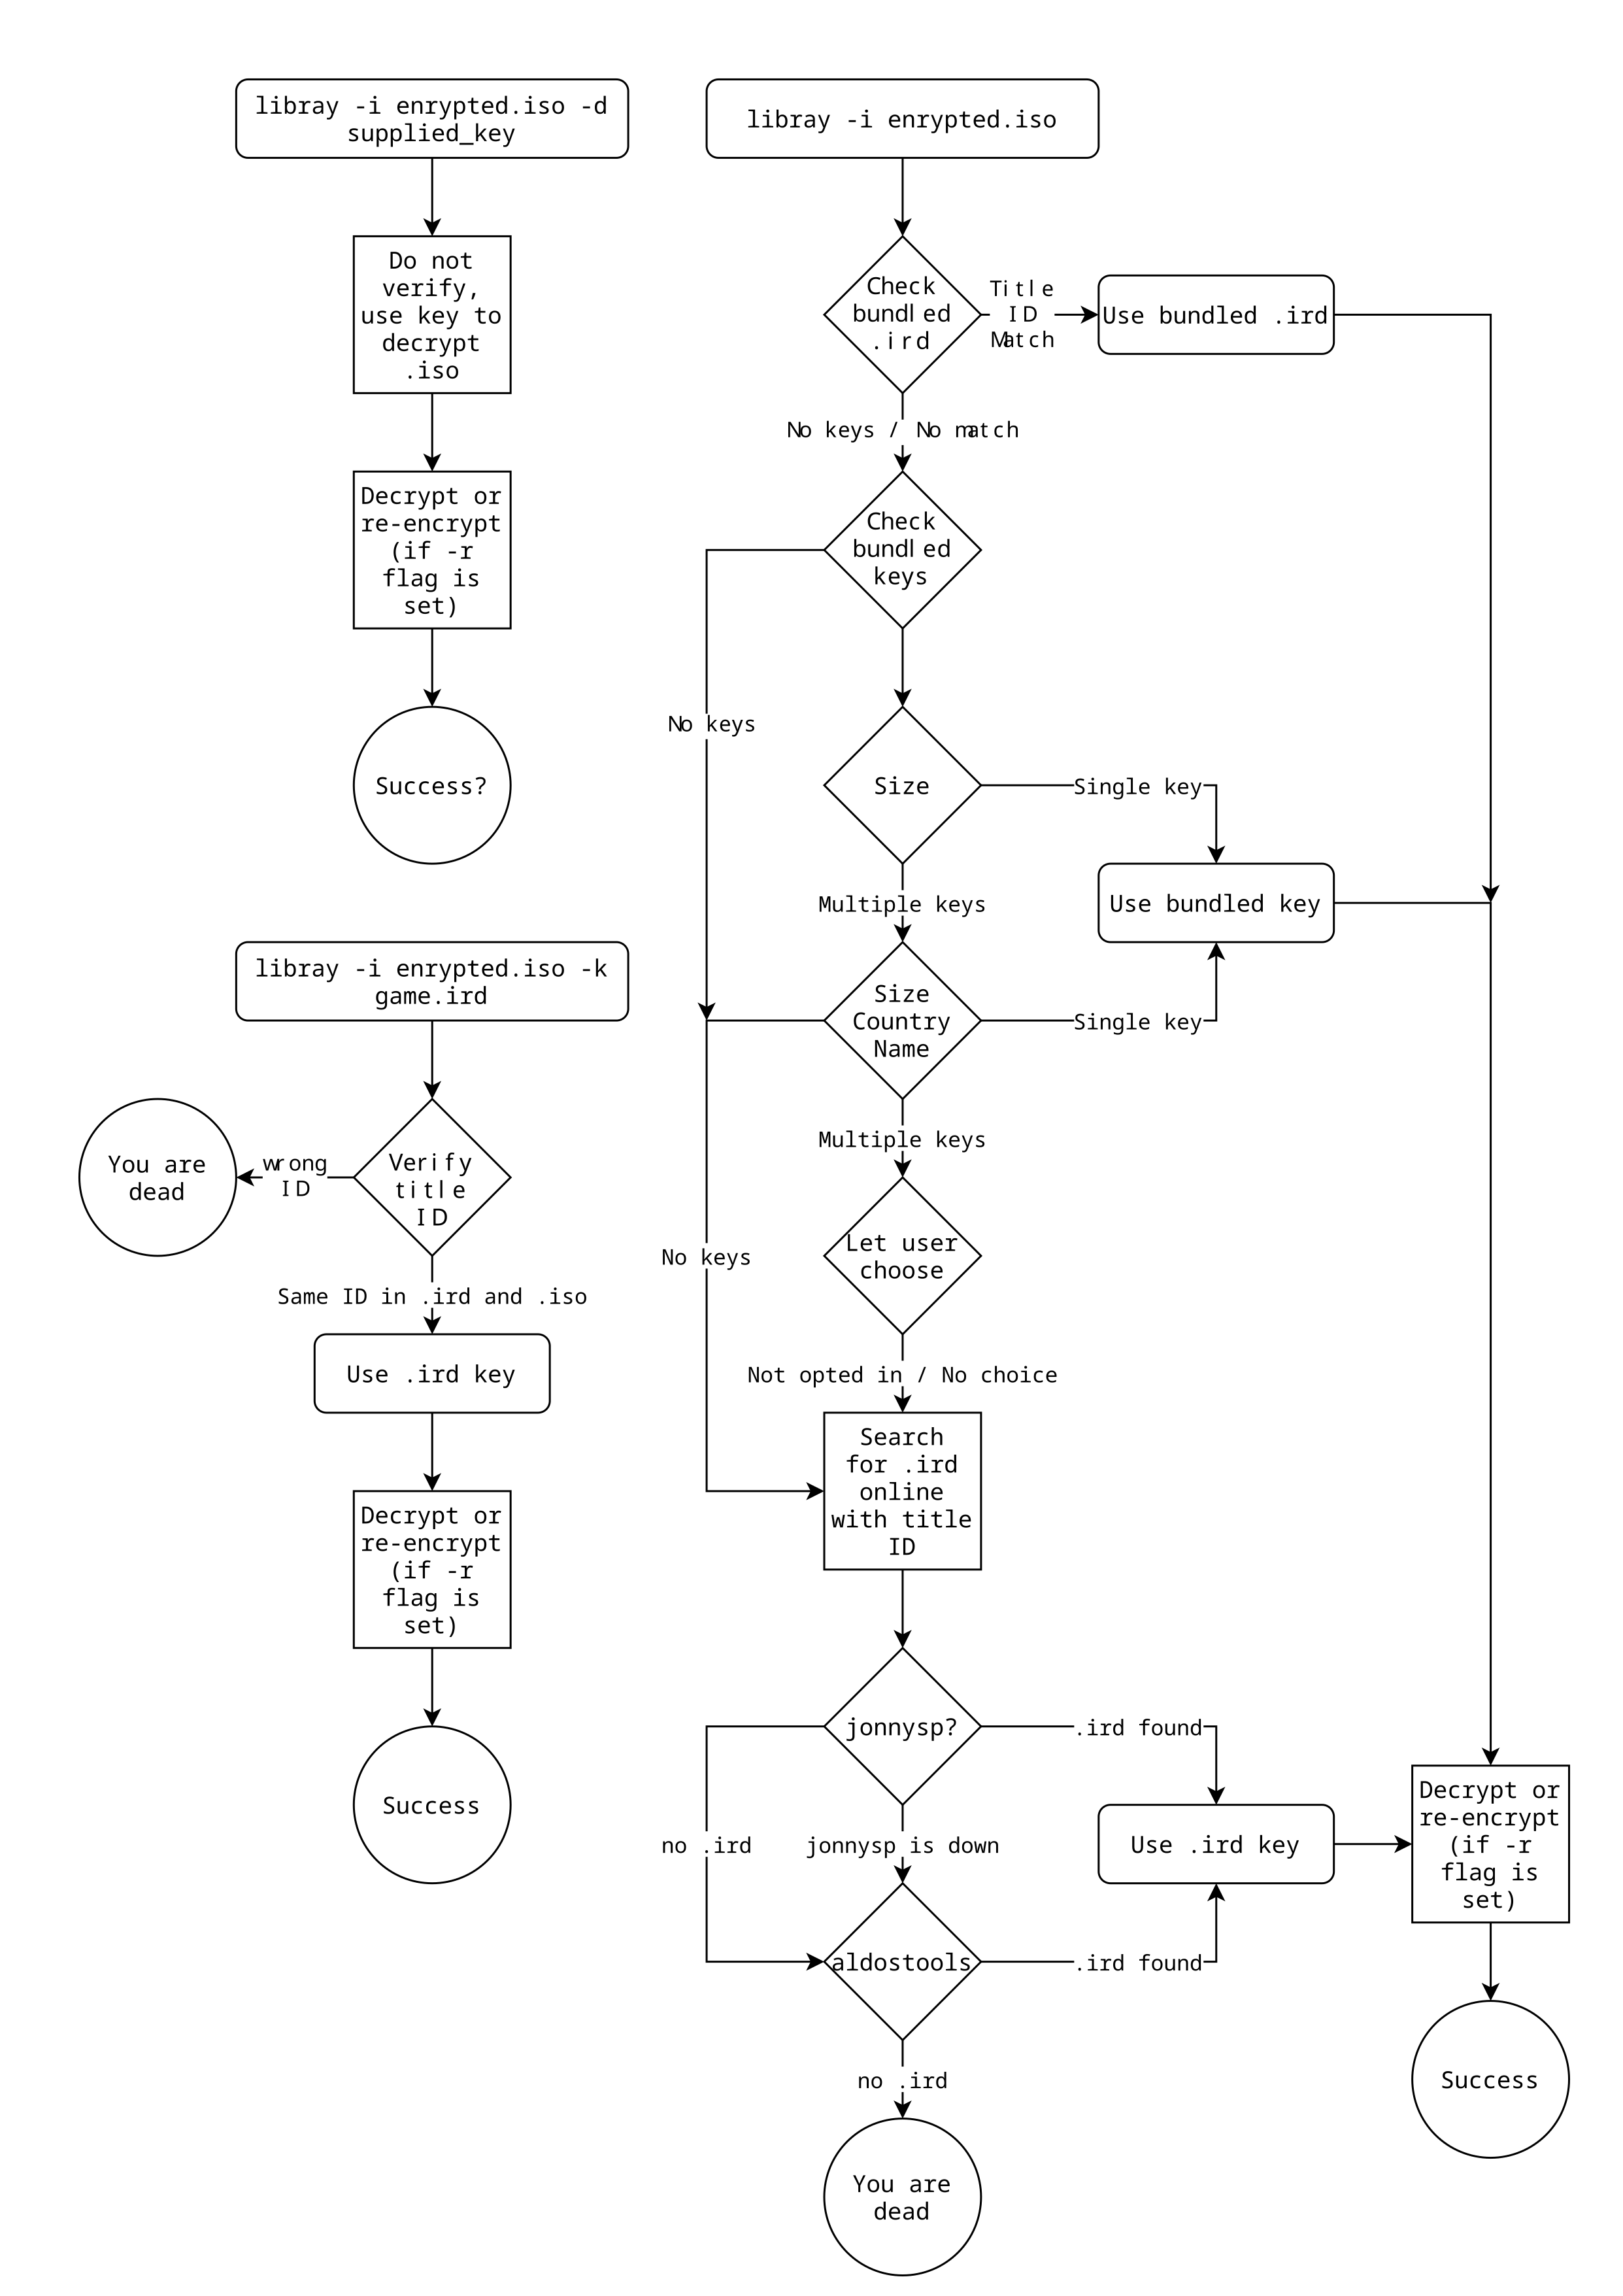 libray -i enrypted.iso -d
supplied_key
Do not
verify,
use key to
decrypt
.iso
Decrypt or
re-encrypt
(if -r
flag is
set)
Success?
libray -i enrypted.iso -k
game.ird
Verify
title
ID
wrong
ID
You are
dead
Same ID in .ird and .iso
Use .ird key
Decrypt or
re-encrypt
(if -r
flag is
set)
Success
libray -i enrypted.iso
Check
bundled
.ird
Title
ID
Match
Use bundled .ird
No keys / No match
Check
bundled
keys
No keys
Size
Single key
Multiple keys
Use bundled key
Size
Country
Name
Single key
Multiple keys
No keys
Let user
choose
Not opted in / No choice
Search
for .ird
online
with title
ID
jonnysp?
.ird found
no .ird
jonnysp is down
Use .ird key
Decrypt or
re-encrypt
(if -r
flag is
set)
aldostools
.ird found
no .ird
Success
You are
dead